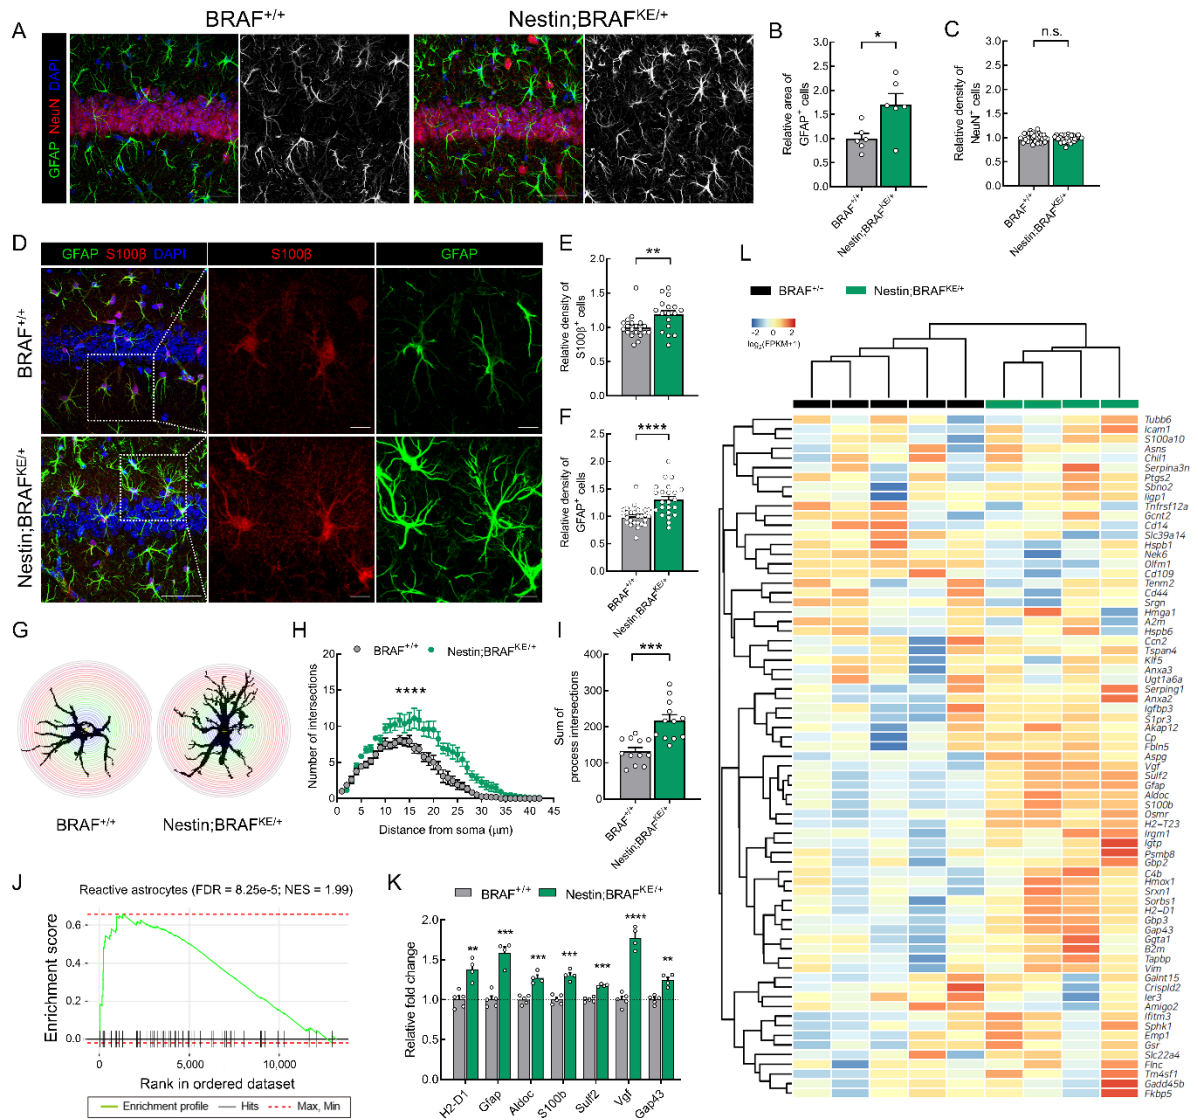 BRAF+/+
Nestin;BRAFKE/+
A
GFAP NeuN DAPI
B
Relative area of
GFAP+ cells
2.0
2.5
3.0
1.5
1.0
0.5
0.0
*
BRAF+/+
Nestin;BRAFKE/+
C
Relative density of
NeuN+ cells
3.0
2.5
2.0
1.5
1.0
0.5
0.0
n.s.
BRAF+/+
Nestin;BRAFKE/+
D
GFAP S100β DAPI
S100β
GFAP
BRAF+/+
Nestin;BRAFKE/+
E
Relative density of
S100β+ cells
2.0
1.5
1.0
0.5
0.0
**
F
Relative density of
GFAP+ cells
2.5
2.0
1.5
1.0
0.5
0.0
****
BRAF+/+
Nestin;BRAFKE/+
G
BRAF+/+
Nestin;BRAFKE/+
H
BRAF+/+
Nestin;BRAFKE/+
Number of intersections
20
15
10
5
0
****
0 5 10 15 20 25 30 35 40 45
Distance from soma (µm)
I
Sum of
process intersections
400
300
200
100
0
***
BRAF+/+
Nestin;BRAFKE/+
J
Reactive astrocytes (FDR = 8.25e-5; NES = 1.99)
Enrichment score
0.6
0.4
0.2
0.0
0 5,000 10,000
Rank in ordered dataset
Enrichment profile Hits Max, Min
K
BRAF+/+
Nestin;BRAFKE/+
Relative fold change
2.0
1.5
1.0
0.5
0.0
**
***
***
***
***
****
**
H2-D1
Gfap
Aldoc
S100b
Sulf2
Vgf
Gap43
L
BRAF+/-
Nestin;BRAFKE/+
-2 0 2
log2(FPKM+1)
Tubb6
Icam1
S100a10
Asns
Chil1
Serpina3n
Ptgs2
Sbno2
Iigp1
Tnfrsf12a
Gcnt2
Cd14
Slc39a14
Hspb1
Nek6
Olfm1
Cd109
Tenm2
Cd44
Srgn
Hmga1
A2m
Hspb6
Ccn2
Tspan4
Klf5
Anxa3
Ugt1a6a
Serping1
Anxa2
Igfbp3
S1pr3
Akap12
Cp
Fbln5
Aspg
Vgf
Sulf2
Gfap
Aldoc
S100b
Osmr
H2-T23
Irgm1
Igtp
Psmb8
Gbp2
C4b
Hmox1
Srxn1
Sorbs1
H2-D1
Gbp3
Gap43
Ggta1
B2m
Tapbp
Vim
Galnt15
Crispld2
Ier3
Amigo2
Ifitm3
Sphk1
Emp1
Gsr
Slc22a4
Flnc
Tm4sf1
Gadd45b
Fkbp5